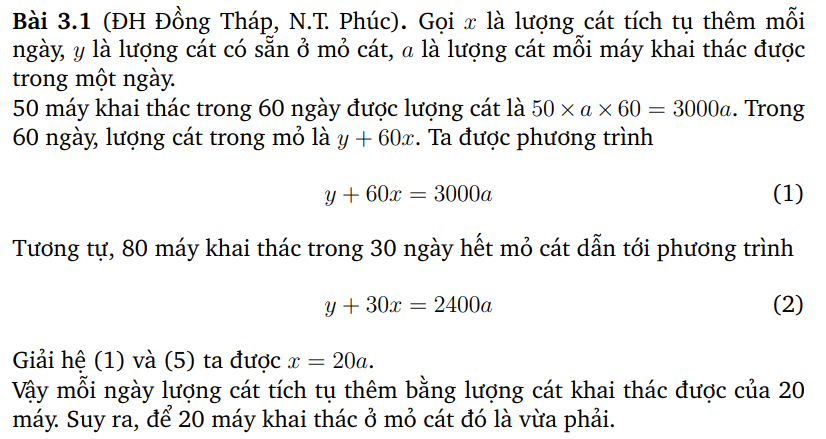 Bài 3.1 (ĐH Đồng Tháp, N.T. Phúc). Gọi x là lượng cát tích tụ thêm mỗi
ngày, y là lượng cát có sẵn ở mỏ cát, a là lượng cát mỗi máy khai thác được
trong một ngày.
50 máy khai thác trong 60 ngày được lượng cát là 50 × a × 60 = 3000a. Trong
60 ngày, lượng cát trong mỏ là y + 60x. Ta được phương trình
y + 60x = 3000a (1)
Tương tự, 80 máy khai thác trong 30 ngày hết mỏ cát dẫn tới phương trình
y + 30x = 2400a (2)
Giải hệ (1) và (5) ta được x = 20a.
Vậy mỗi ngày lượng cát tích tụ thêm bằng lượng cát khai thác được của 20
máy. Suy ra, để 20 máy khai thác ở mỏ cát đó là vừa phải.